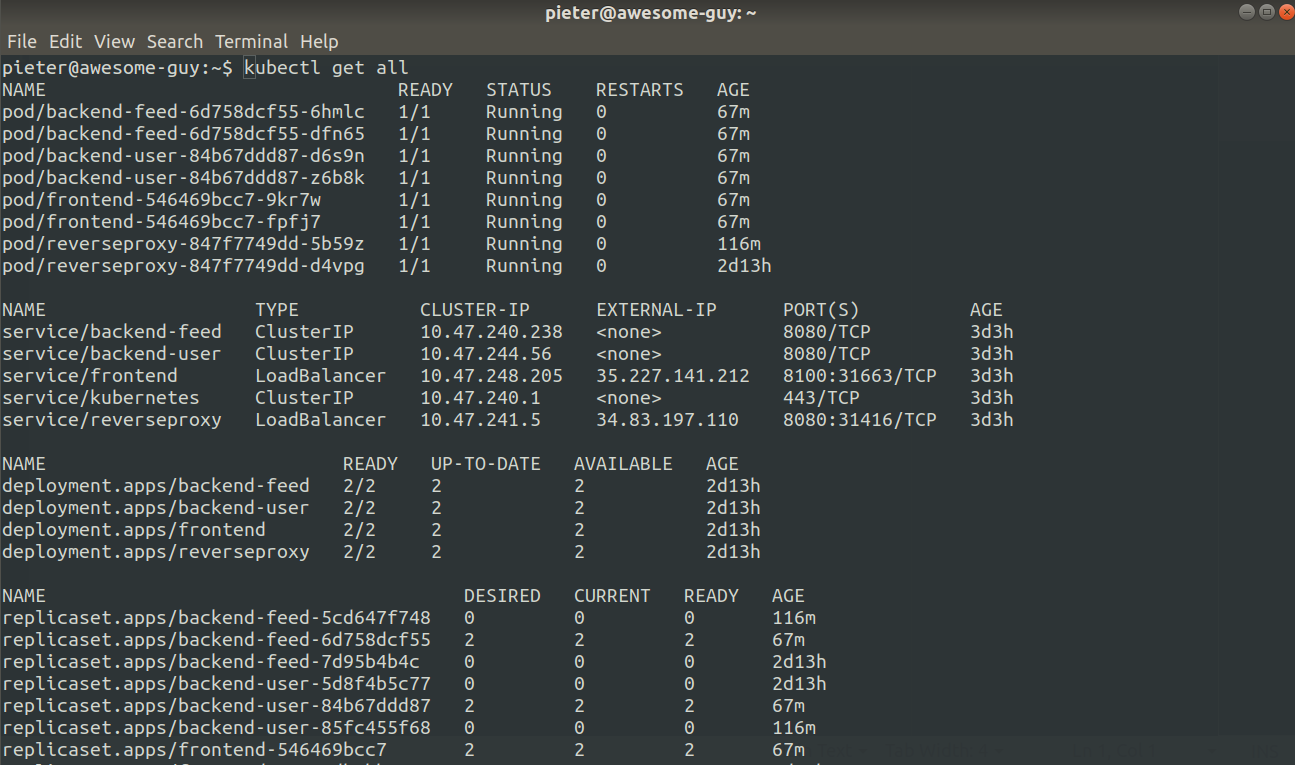 pieter@awesome-guy: ~
File Edit View Search Terminal Help
pieter@awesome-guy:~$ kubectl get all
NAME READY STATUS RESTARTS AGE
pod/backend-feed-6d758dcf55-6hmlc 1/1 Running 0 67m
pod/backend-feed-6d758dcf55-dfn65 1/1 Running 0 67m
pod/backend-user-84b67ddd87-d6s9n 1/1 Running 0 67m
pod/backend-user-84b67ddd87-z6b8k 1/1 Running 0 67m
pod/frontend-546469bcc7-9kr7w 1/1 Running 0 67m
pod/frontend-546469bcc7-fpfj7 1/1 Running 0 67m
pod/reverseproxy-847f7749dd-5b59z 1/1 Running 0 116m
pod/reverseproxy-847f7749dd-d4vpg 1/1 Running 0 2d13h
NAME TYPE CLUSTER-IP EXTERNAL-IP PORT(S) AGE
service/backend-feed ClusterIP 10.47.240.238 <none> 8080/TCP 3d3h
service/backend-user ClusterIP 10.47.244.56 <none> 8080/TCP 3d3h
service/frontend LoadBalancer 10.47.248.205 35.227.141.212 8100:31663/TCP 3d3h
service/kubernetes ClusterIP 10.47.240.1 <none> 443/TCP 3d3h
service/reverseproxy LoadBalancer 10.47.241.5 34.83.197.110 8080:31416/TCP 3d3h
NAME READY UP-TO-DATE AVAILABLE AGE
deployment.apps/backend-feed 2/2 2 2 2d13h
deployment.apps/backend-user 2/2 2 2 2d13h
deployment.apps/frontend 2/2 2 2 2d13h
deployment.apps/reverseproxy 2/2 2 2 2d13h
NAME DESIRED CURRENT READY AGE
replicaset.apps/backend-feed-5cd647f748 0 0 0 116m
replicaset.apps/backend-feed-6d758dcf55 2 2 2 67m
replicaset.apps/backend-feed-7d95b4b4c 0 0 0 2d13h
replicaset.apps/backend-user-5d8f4b5c77 0 0 0 2d13h
replicaset.apps/backend-user-84b67ddd87 2 2 2 67m
replicaset.apps/backend-user-85fc455f68 0 0 0 116m
replicaset.apps/frontend-546469bcc7 2 2 2 67m